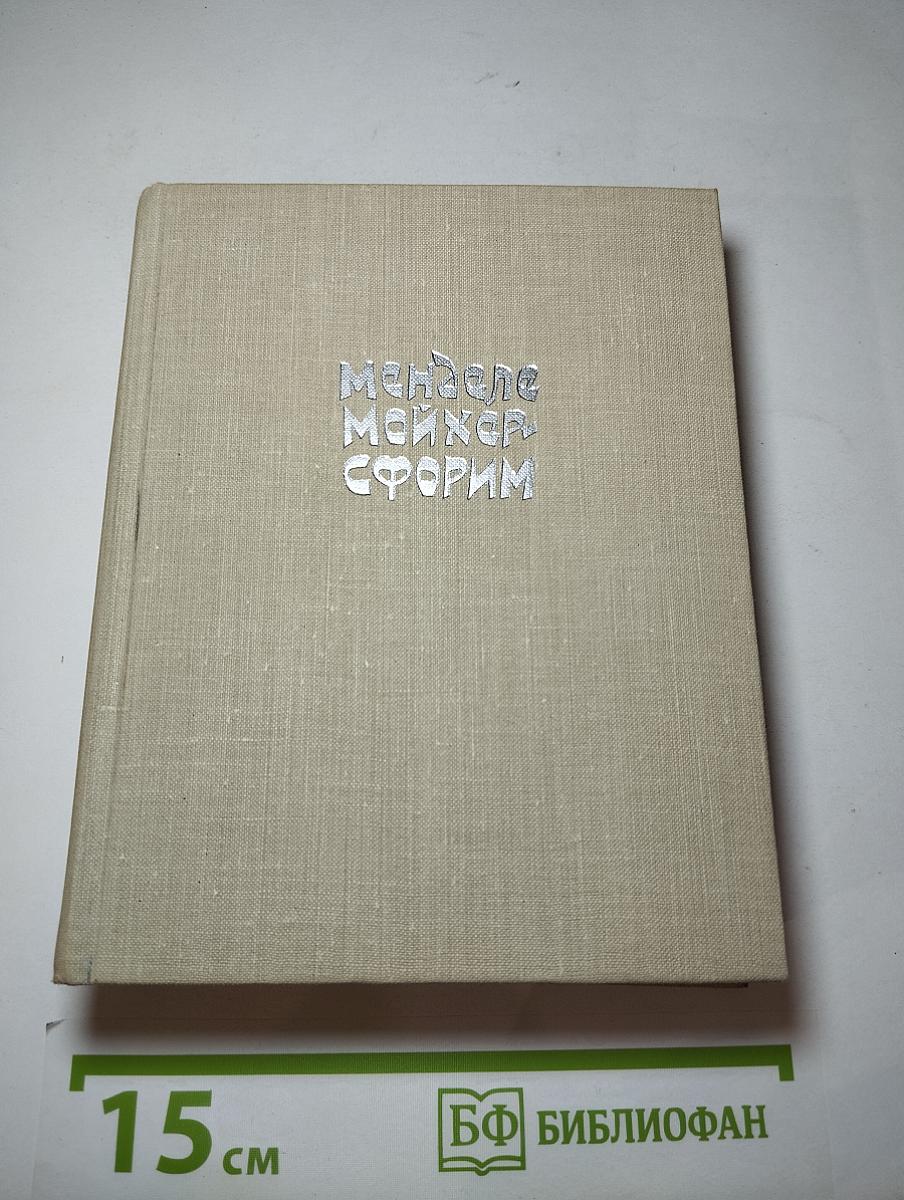 Менделе
Мойхер-
Сфорим
15 см
БФ БИБЛИОФАН